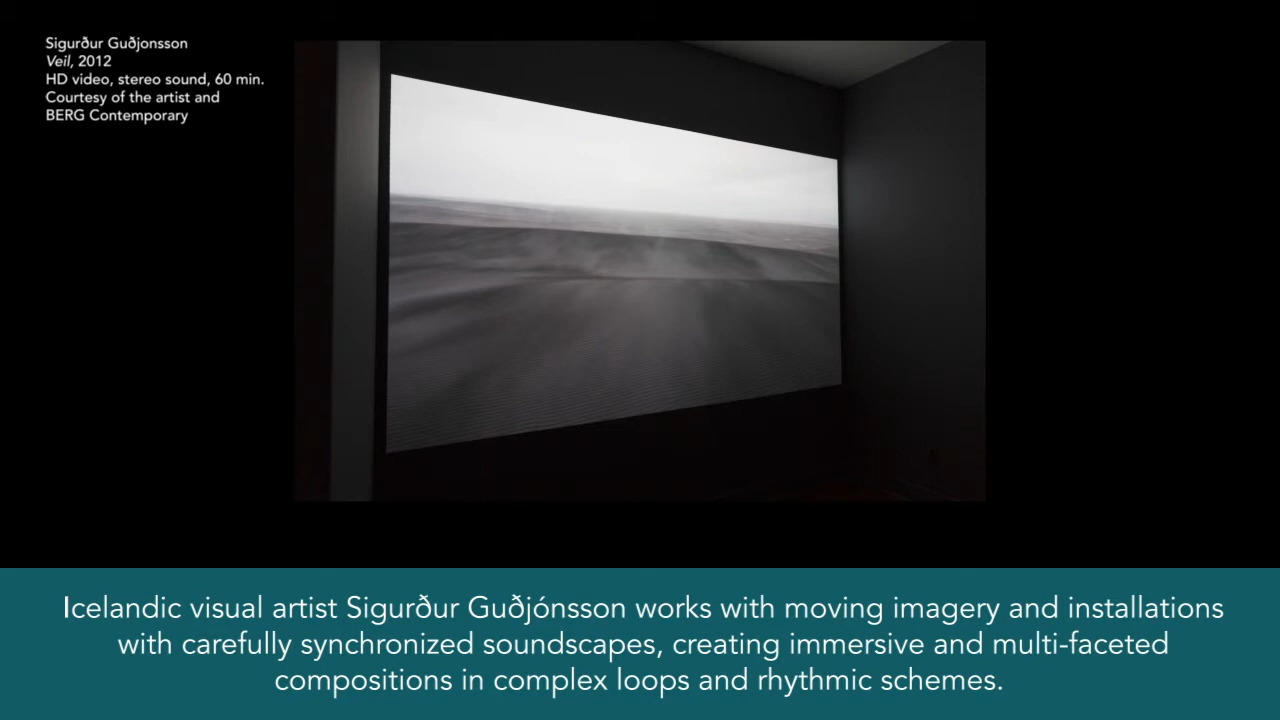 Sigurður Guðjonsson
Veil, 2012
HD video, stereo sound, 60 min.
Courtesy of the artist and
BERG Contemporary
Icelandic visual artist Sigurður Guðjónsson works with moving imagery and installations
with carefully synchronized soundscapes, creating immersive and multi-faceted
compositions in complex loops and rhythmic schemes.